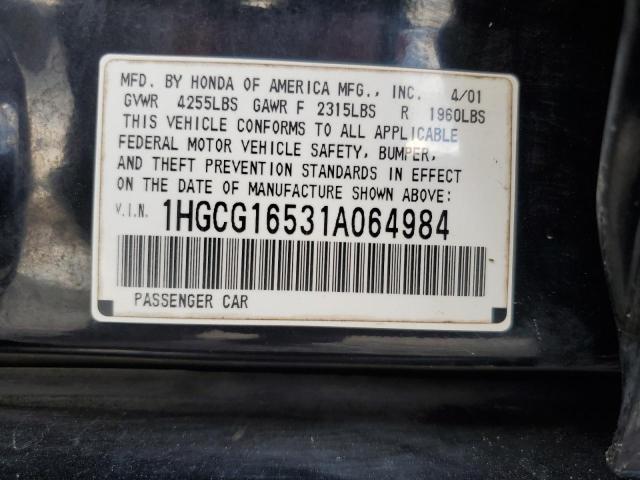 MFD. BY HONDA OF AMERICA MFG., INC. 4/01
GVWR 4255LBS GAWR F 2315LBS R 1960LBS
THIS VEHICLE CONFORMS TO ALL APPLICABLE
FEDERAL MOTOR VEHICLE SAFETY, BUMPER,
AND THEFT PREVENTION STANDARDS IN EFFECT
ON THE DATE OF MANUFACTURE SHOWN ABOVE:
V.I.N. 1HGCG16531A064984
PASSENGER CAR